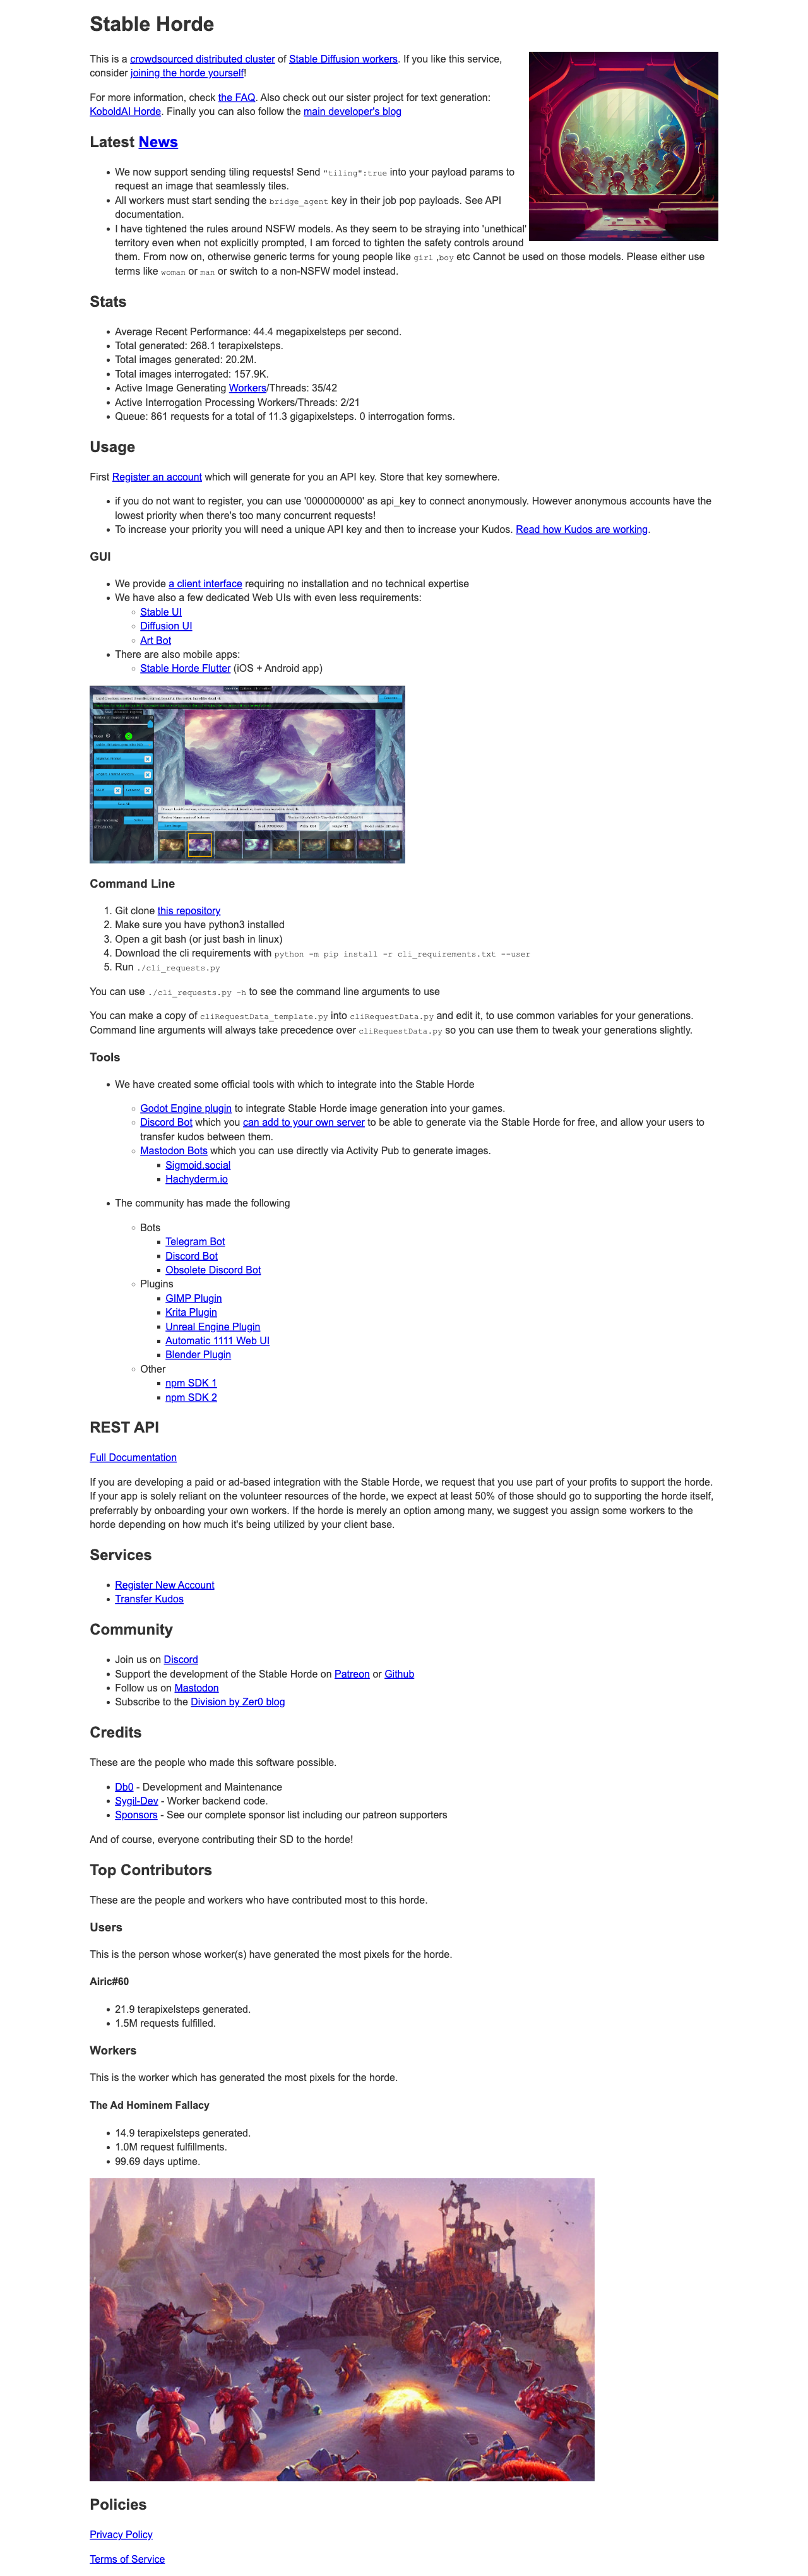 Stable Horde
This is a crowdsourced distributed cluster of Stable Diffusion workers. If you like this service,
consider joining the horde yourself!
For more information, check the FAQ. Also check out our sister project for text generation:
KoboldAI Horde. Finally you can also follow the main developer's blog
Latest News
We now support sending tiling requests! Send "tiling":true into your payload params to
request an image that seamlessly tiles.
All workers must start sending the bridge_agent key in their job pop payloads. See API
documentation.
I have tightened the rules around NSFW models. As they seem to be straying into 'unethical'
territory even when not explicitly prompted, I am forced to tighten the safety controls around
them. From now on, otherwise generic terms for young people like girl ,boy etc Cannot be used on those models. Please either use
terms like woman or man or switch to a non-NSFW model instead.
Stats
Average Recent Performance: 44.4 megapixelsteps per second.
Total generated: 268.1 terapixelsteps.
Total images generated: 20.2M.
Total images interrogated: 157.9K.
Active Image Generating Workers/Threads: 35/42
Active Interrogation Processing Workers/Threads: 2/21
Queue: 861 requests for a total of 11.3 gigapixelsteps. 0 interrogation forms.
Usage
First Register an account which will generate for you an API key. Store that key somewhere.
if you do not want to register, you can use '0000000000' as api_key to connect anonymously. However anonymous accounts have the
lowest priority when there's too many concurrent requests!
To increase your priority you will need a unique API key and then to increase your Kudos. Read how Kudos are working.
GUI
We provide a client interface requiring no installation and no technical expertise
We have also a few dedicated Web UIs with even less requirements:
Stable UI
Diffusion UI
Art Bot
There are also mobile apps:
Stable Horde Flutter (iOS + Android app)
Command Line
1. Git clone this repository
2. Make sure you have python3 installed
3. Open a git bash (or just bash in linux)
4. Download the cli requirements with python -m pip install -r cli_requirements.txt --user
5. Run ./cli_requests.py
You can use ./cli_requests.py -h to see the command line arguments to use
You can make a copy of cliRequestData_template.py into cliRequestData.py and edit it, to use common variables for your generations.
Command line arguments will always take precedence over cliRequestData.py so you can use them to tweak your generations slightly.
Tools
We have created some official tools with which to integrate into the Stable Horde
Godot Engine plugin to integrate Stable Horde image generation into your games.
Discord Bot which you can add to your own server to be able to generate via the Stable Horde for free, and allow your users to
transfer kudos between them.
Mastodon Bots which you can use directly via Activity Pub to generate images.
Sigmoid.social
Hachyderm.io
The community has made the following
Bots
Telegram Bot
Discord Bot
Obsolete Discord Bot
Plugins
GIMP Plugin
Krita Plugin
Unreal Engine Plugin
Automatic 1111 Web UI
Blender Plugin
Other
npm SDK 1
npm SDK 2
REST API
Full Documentation
If you are developing a paid or ad-based integration with the Stable Horde, we request that you use part of your profits to support the horde.
If your app is solely reliant on the volunteer resources of the horde, we expect at least 50% of those should go to supporting the horde itself,
preferrably by onboarding your own workers. If the horde is merely an option among many, we suggest you assign some workers to the
horde depending on how much it's being utilized by your client base.
Services
Register New Account
Transfer Kudos
Community
Join us on Discord
Support the development of the Stable Horde on Patreon or Github
Follow us on Mastodon
Subscribe to the Division by Zer0 blog
Credits
These are the people who made this software possible.
Db0 - Development and Maintenance
Sygil-Dev - Worker backend code.
Sponsors - See our complete sponsor list including our patreon supporters
And of course, everyone contributing their SD to the horde!
Top Contributors
These are the people and workers who have contributed most to this horde.
Users
This is the person whose worker(s) have generated the most pixels for the horde.
Airic#60
21.9 terapixelsteps generated.
1.5M requests fulfilled.
Workers
This is the worker which has generated the most pixels for the horde.
The Ad Hominem Fallacy
14.9 terapixelsteps generated.
1.0M request fulfillments.
99.69 days uptime.
Policies
Privacy Policy
Terms of Service